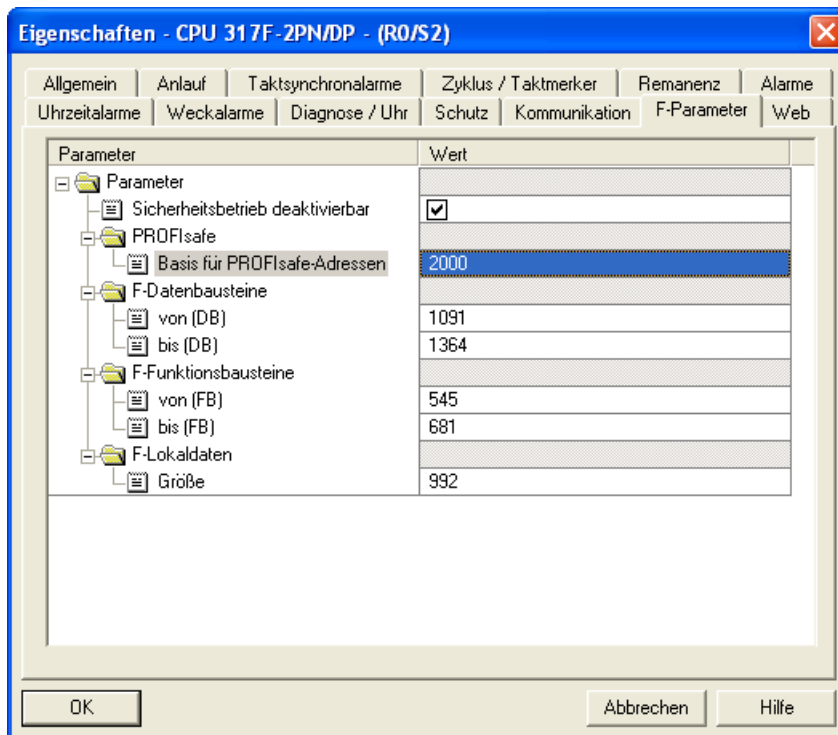 Eigenschaften - CPU 317F-2PN/DP - (R0/S2)
Allgemein Anlauf Taktsynchronalarme Zyklus / Taktmerker Remanenz Alarme
Uhrzeitalarme Weckalarme Diagnose / Uhr Schutz Kommunikation F-Parameter Web
Parameter Wert
Parameter
Sicherheitsbetrieb deaktivierbar
PROFIsafe
Basis für PROFIsafe-Adressen 2000
F-Datenbausteine
von (DB) 1091
bis (DB) 1364
F-Funktionsbausteine
von (FB) 545
bis (FB) 681
F-Lokaldaten
Größe 992
OK Abbrechen Hilfe